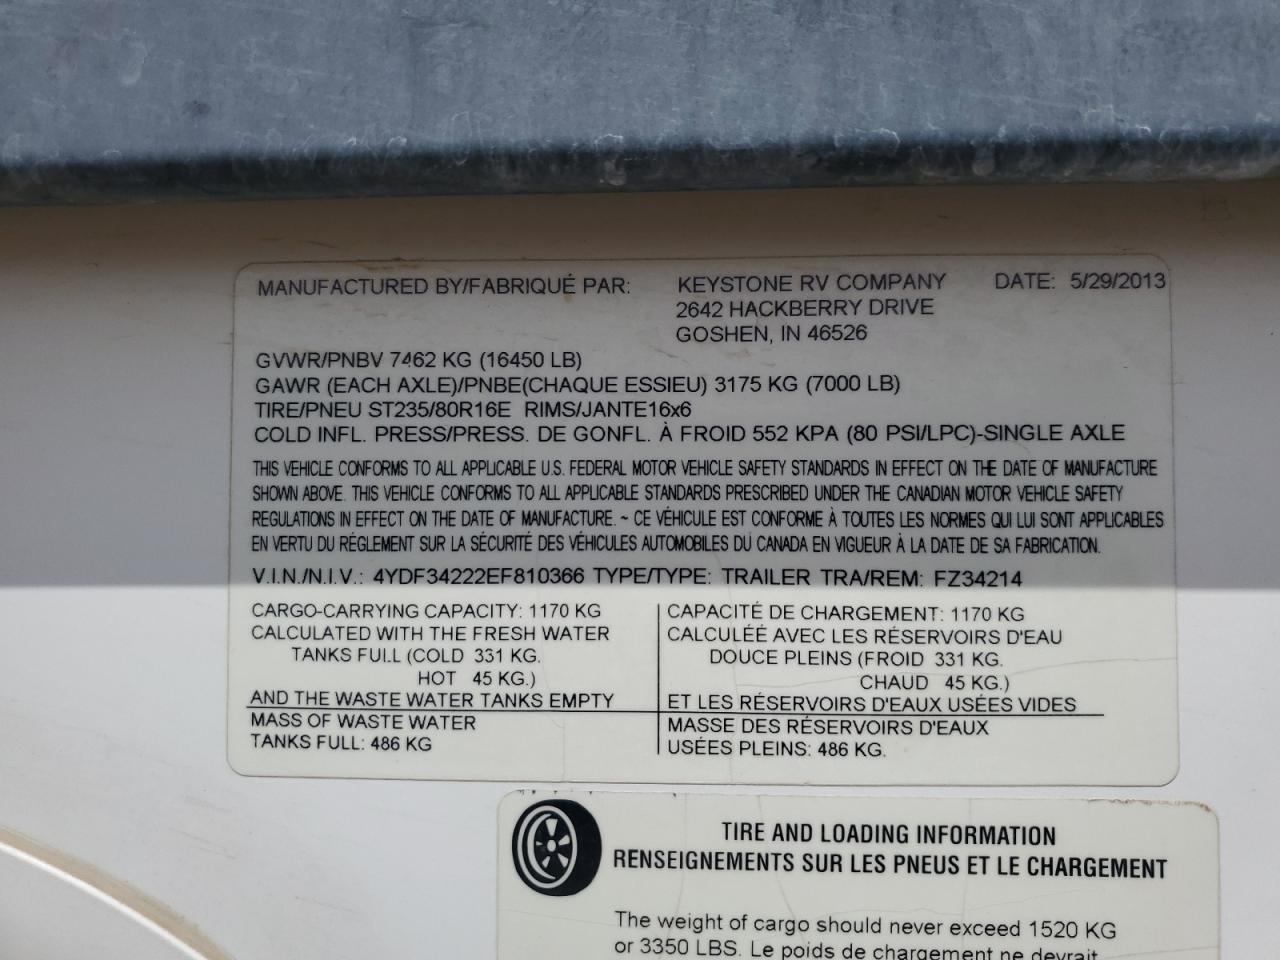 MANUFACTURED BY/FABRIQUÉ PAR: KEYSTONE RV COMPANY DATE: 5/29/2013
2642 HACKBERRY DRIVE
GOSHEN, IN 46526
GVWR/PNBV 7462 KG (16450 LB)
GAWR (EACH AXLE)/PNBE(CHAQUE ESSIEU) 3175 KG (7000 LB)
TIRE/PNEU ST235/80R16E RIMS/JANTE16x6
COLD INFL. PRESS/PRESS. DE GONFL. À FROID 552 KPA (80 PSI/LPC)-SINGLE AXLE
THIS VEHICLE CONFORMS TO ALL APPLICABLE U.S. FEDERAL MOTOR VEHICLE SAFETY STANDARDS IN EFFECT ON THE DATE OF MANUFACTURE
SHOWN ABOVE. THIS VEHICLE CONFORMS TO ALL APPLICABLE STANDARDS PRESCRIBED UNDER THE CANADIAN MOTOR VEHICLE SAFETY
REGULATIONS IN EFFECT ON THE DATE OF MANUFACTURE. ~ CE VÉHICULE EST CONFORME À TOUTES LES NORMES QUI LUI SONT APPLICABLES
EN VERTU DU RÉGLEMENT SUR LA SÉCURITÉ DES VÉHICULES AUTOMOBILES DU CANADA EN VIGUEUR À LA DATE DE SA FABRICATION.
V.I.N./N.I.V.: 4YDF34222EF810366 TYPE/TYPE: TRAILER TRA/REM: FZ34214
CARGO-CARRYING CAPACITY: 1170 KG
CALCULATED WITH THE FRESH WATER
TANKS FULL (COLD 331 KG.
HOT 45 KG.)
AND THE WASTE WATER TANKS EMPTY
MASS OF WASTE WATER
TANKS FULL: 486 KG
CAPACITÉ DE CHARGEMENT: 1170 KG
CALCULÉÉ AVEC LES RÉSERVOIRS D'EAU
DOUCE PLEINS (FROID 331 KG.
CHAUD 45 KG.)
ET LES RÉSERVOIRS D'EAUX USÉES VIDES
MASSE DES RÉSERVOIRS D'EAUX
USÉES PLEINS: 486 KG.
TIRE AND LOADING INFORMATION
RENSEIGNEMENTS SUR LES PNEUS ET LE CHARGEMENT
The weight of cargo should never exceed 1520 KG
or 3350 LBS. Le poids de chargement ne devrait